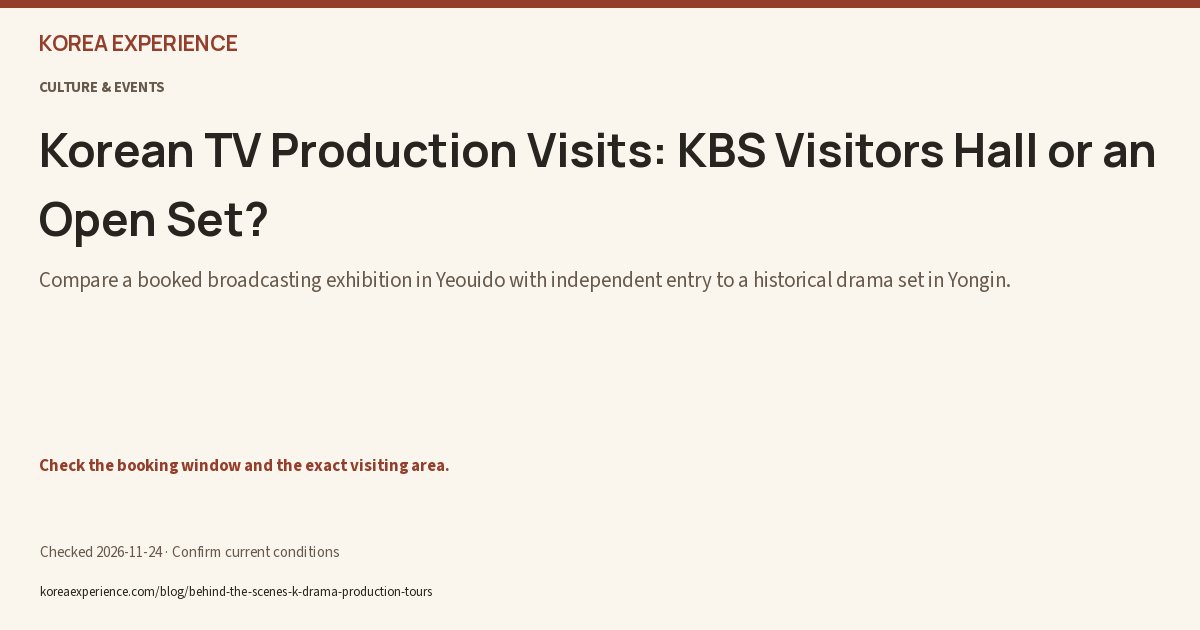 KOREA EXPERIENCE
CULTURE & EVENTS
Korean TV Production Visits: KBS Visitors Hall or an
Open Set?
Compare a booked broadcasting exhibition in Yeouido with independent entry to a historical drama set in Yongin.
Check the booking window and the exact visiting area.
Checked 2026-11-24 · Confirm current conditions
koreaexperience.com/blog/behind-the-scenes-k-drama-production-tours